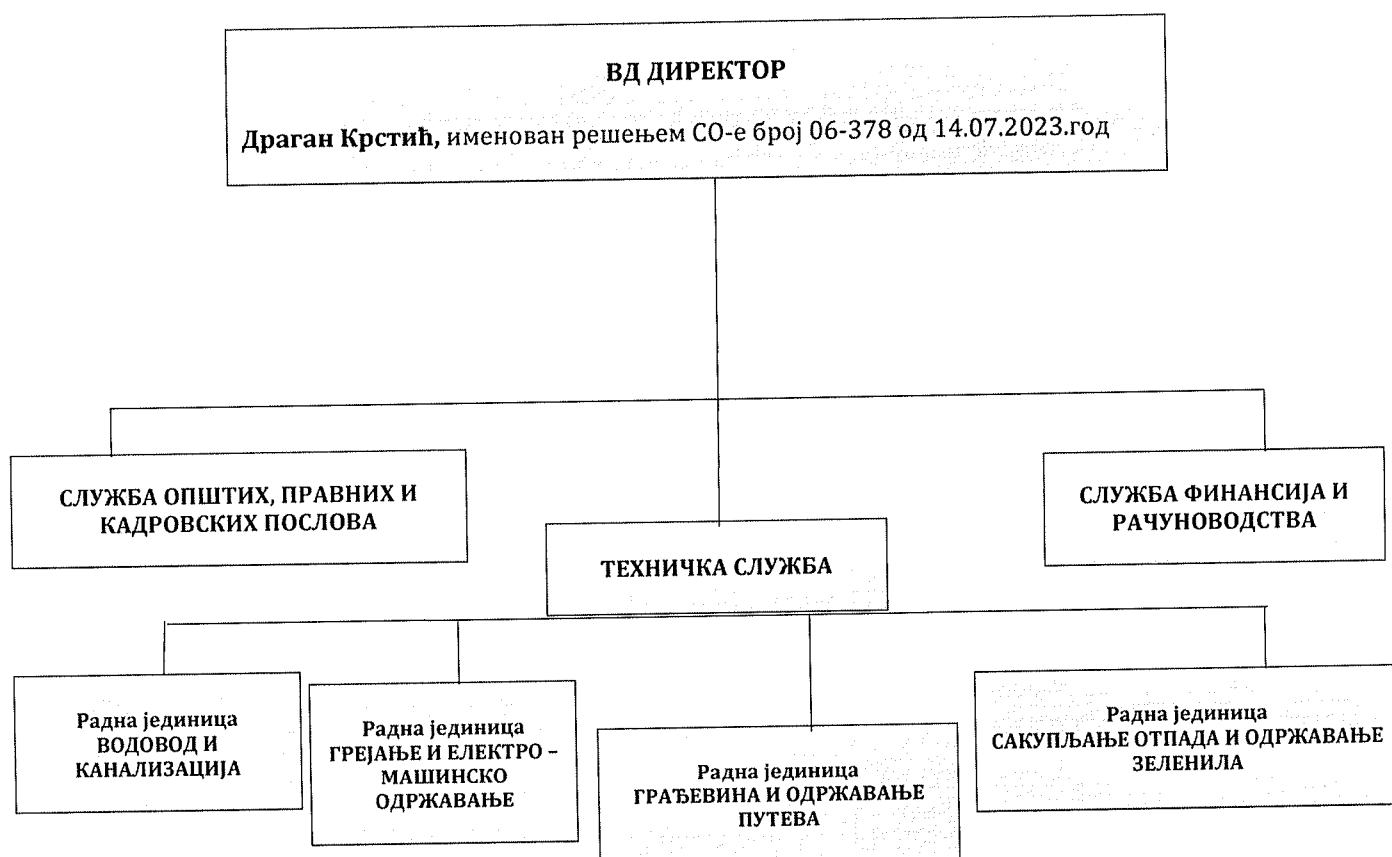 ВД ДИРЕКТОР
Драган Крстић, именован решењем СО-е број 06-378 од 14.07.2023.год
СЛУЖБА ОПШТИХ, ПРАВНИХ И
КАДРОВСКИХ ПОСЛОВА
ТЕХНИЧКА СЛУЖБА
СЛУЖБА ФИНАНСИЈА И
РАЧУНОВОДСТВА
Радна јединица
ВОДОВОД И
КАНАЛИЗАЦИЈА
Радна јединица
ГРЕЈАЊЕ И ЕЛЕКТРО –
МАШИНСКО
ОДРЖАВАЊЕ
Радна јединица
ГРАЂЕВИНА И ОДРЖАВАЊЕ
ПУТЕВА
Радна јединица
САКУПЉАЊЕ ОТПАДА И ОДРЖАВАЊЕ
ЗЕЛЕНИЛА